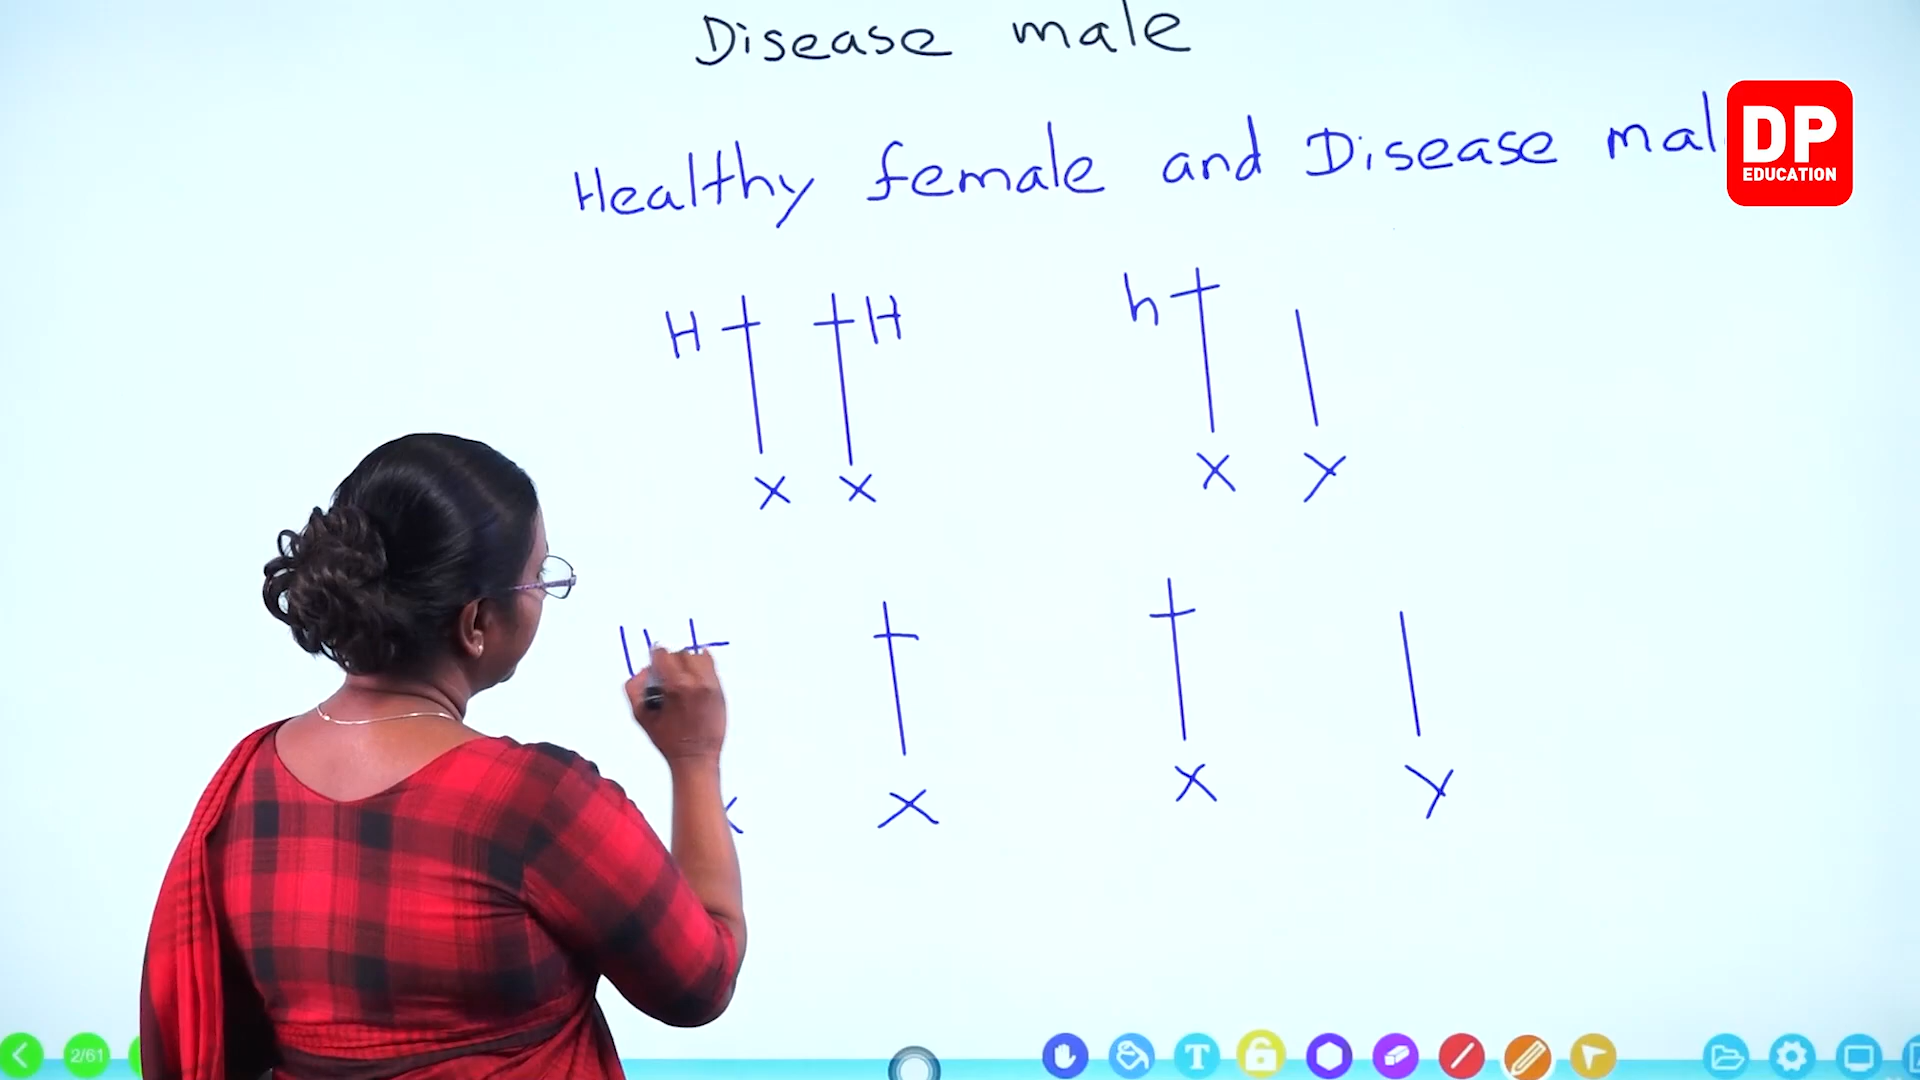 Disease male
Healthy female and Disease mal
DP
EDUCATION
H H h
X X X Y
H
X X Y
2/61
T